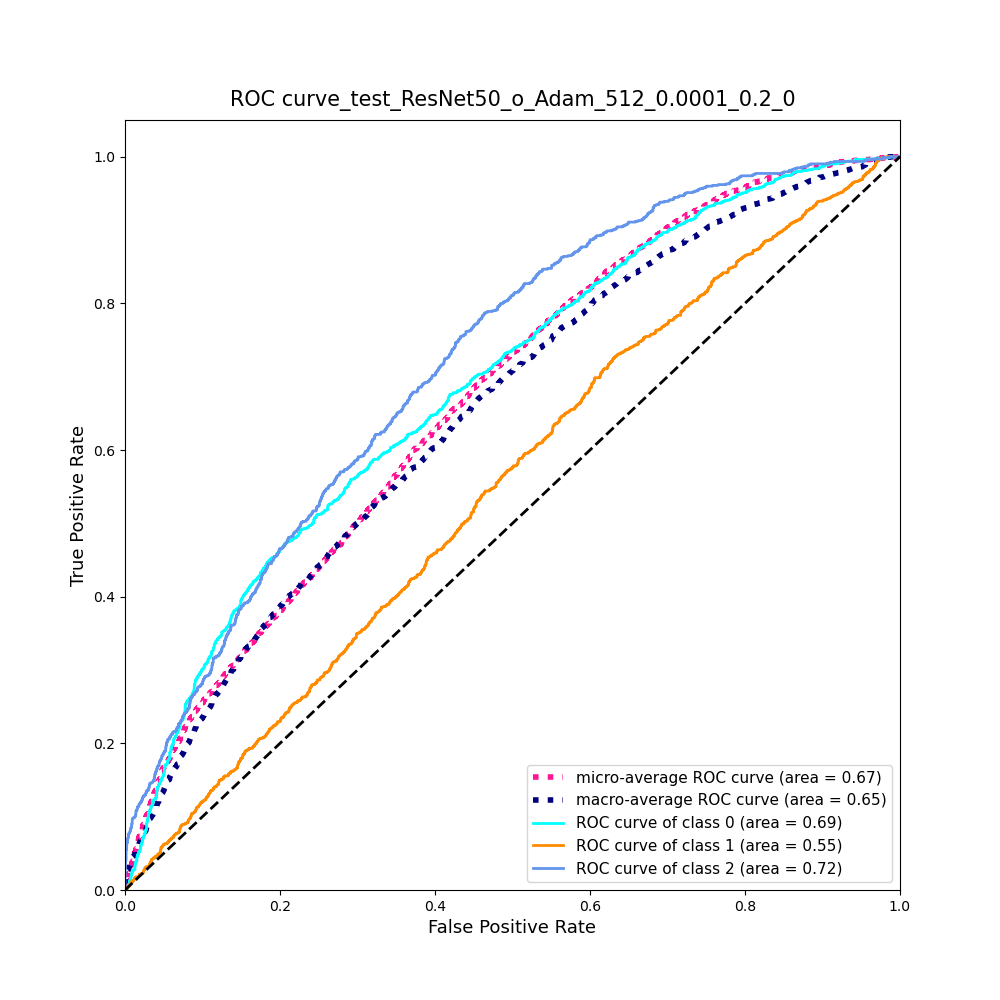 ROC curve_test_ResNet50_o_Adam_512_0.0001_0.2_0
True Positive Rate
1.0
0.8
0.6
0.4
0.2
0.0
micro-average ROC curve (area = 0.67)
macro-average ROC curve (area = 0.65)
ROC curve of class 0 (area = 0.69)
ROC curve of class 1 (area = 0.55)
ROC curve of class 2 (area = 0.72)
0.0 0.2 0.4 0.6 0.8 1.0
False Positive Rate